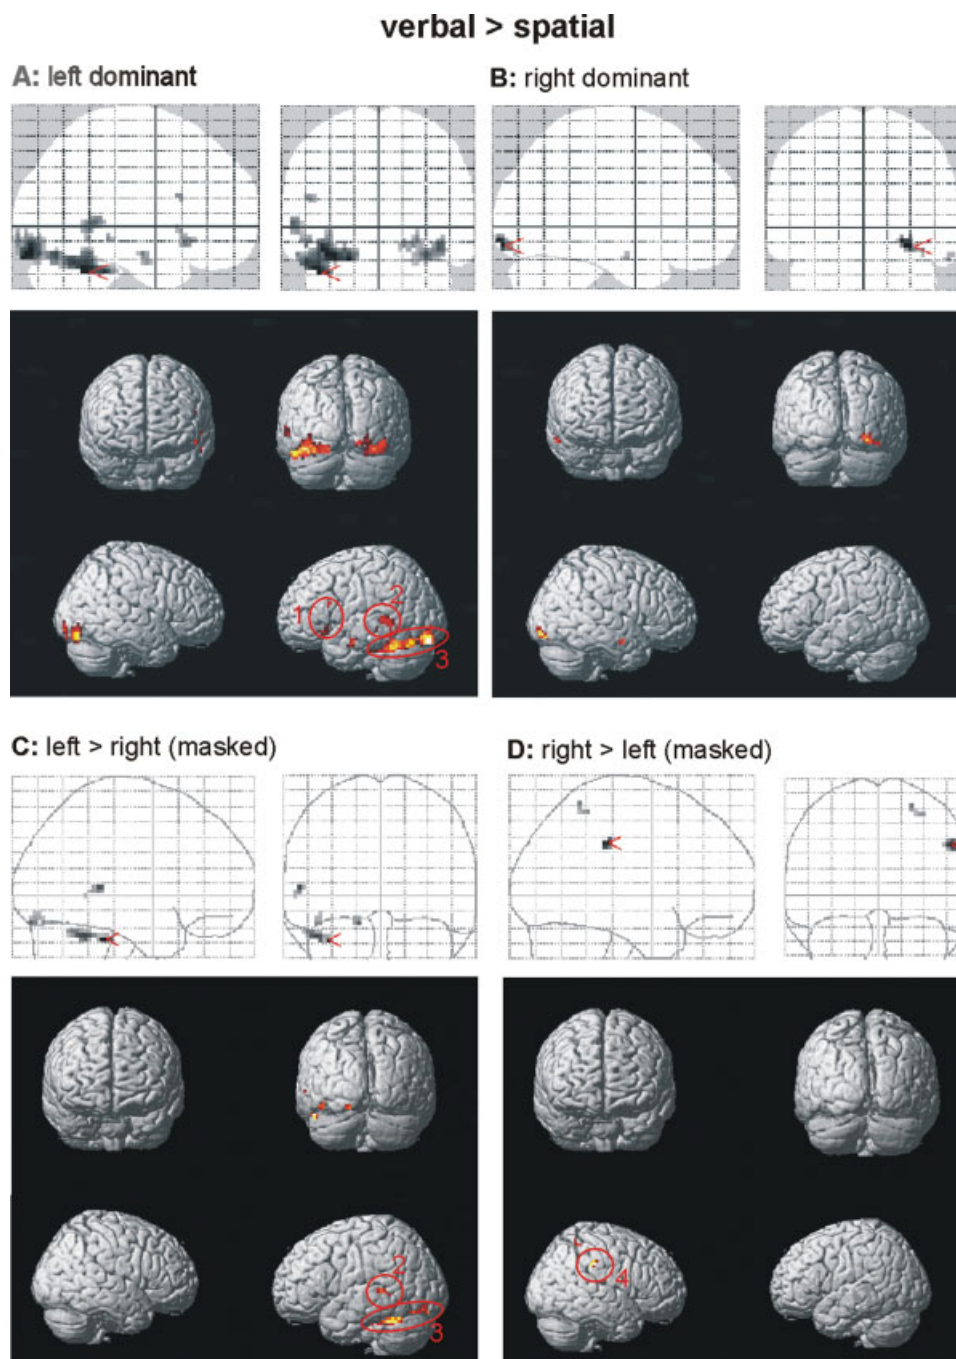 verbal > spatial
A: left dominant
B: right dominant
<
<
<
<
1
2
3
C: left > right (masked)
D: right > left (masked)
<
<
<
<
2
3
4